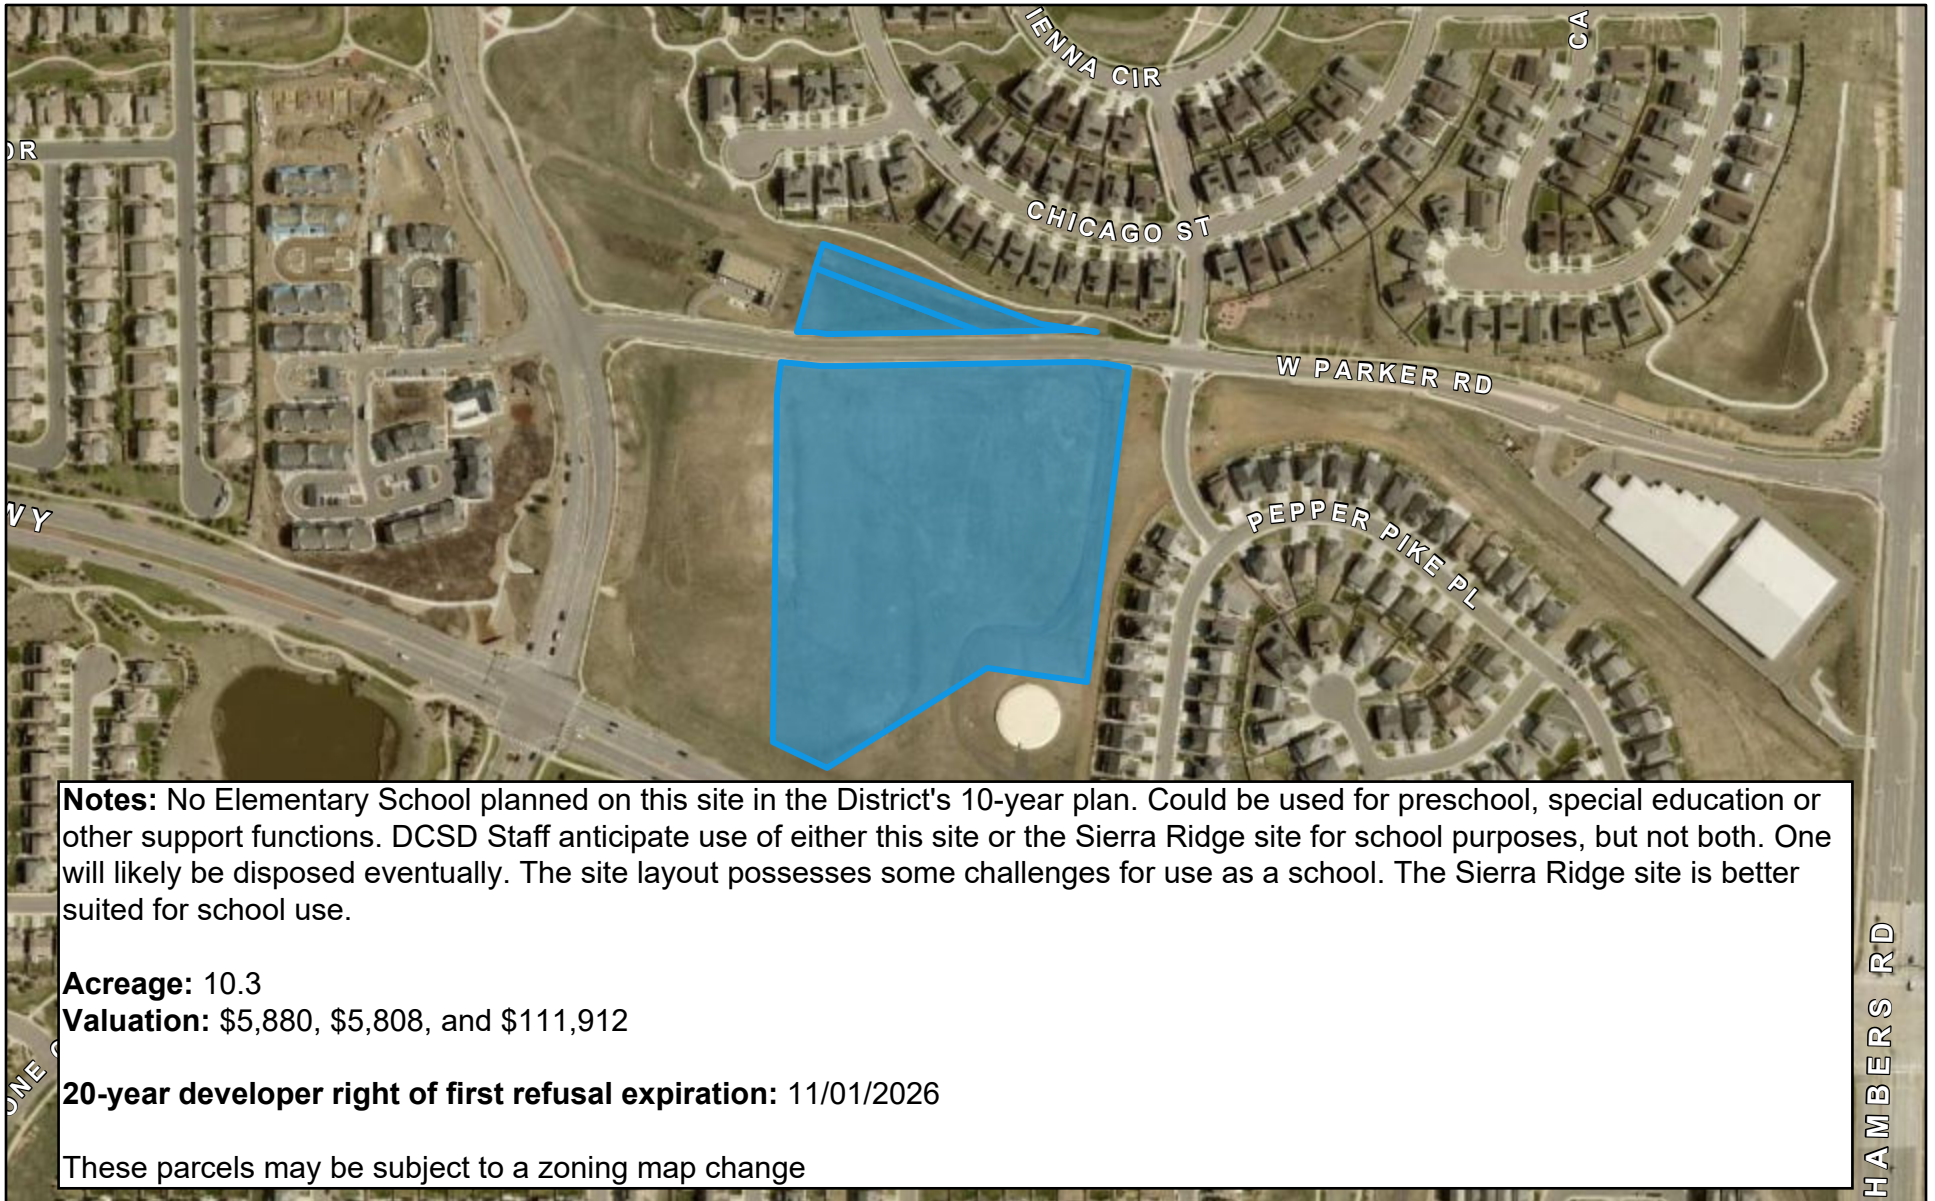 IENNA CIR
CA
DR
CHICAGO ST
W PARKER RD
PEPPER PIKE PL
WY
Notes: No Elementary School planned on this site in the District's 10-year plan. Could be used for preschool, special education or
other support functions. DCSD Staff anticipate use of either this site or the Sierra Ridge site for school purposes, but not both. One
will likely be disposed eventually. The site layout possesses some challenges for use as a school. The Sierra Ridge site is better
suited for school use.
Acreage: 10.3
Valuation: $5,880, $5,808, and $111,912
20-year developer right of first refusal expiration: 11/01/2026
These parcels may be subject to a zoning map change
HAMBERS RD